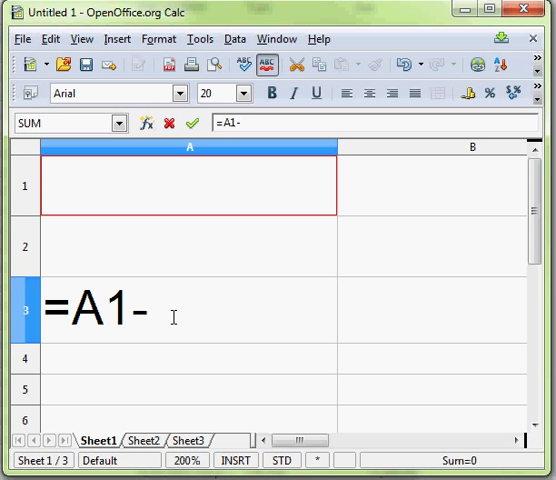 Untitled 1 - OpenOffice.org Calc
File Edit View Insert Format Tools Data Window Help
Arial 20 B I U
SUM =A1-
A B
1
2
3 =A1-
4
5
6
Sheet1 Sheet2 Sheet3
Sheet 1 / 3 Default 200% INSRT STD * Sum=0